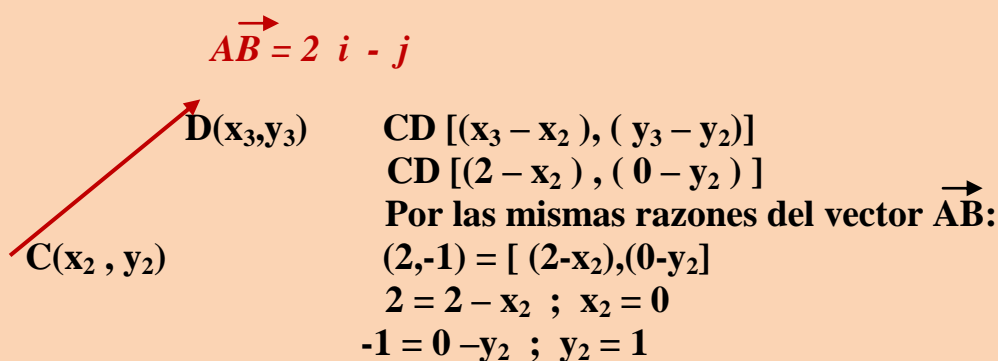 AB = 2 i - j
D(x₃,y₃) CD [(x₃ – x₂ ), ( y₃ – y₂)]
CD [(2 – x₂ ) , ( 0 – y₂ ) ]
Por las mismas razones del vector AB:
C(x₂ , y₂) (2,-1) = [ (2-x₂),(0-y₂]
2 = 2 – x₂ ; x₂ = 0
-1 = 0 –y₂ ; y₂ = 1